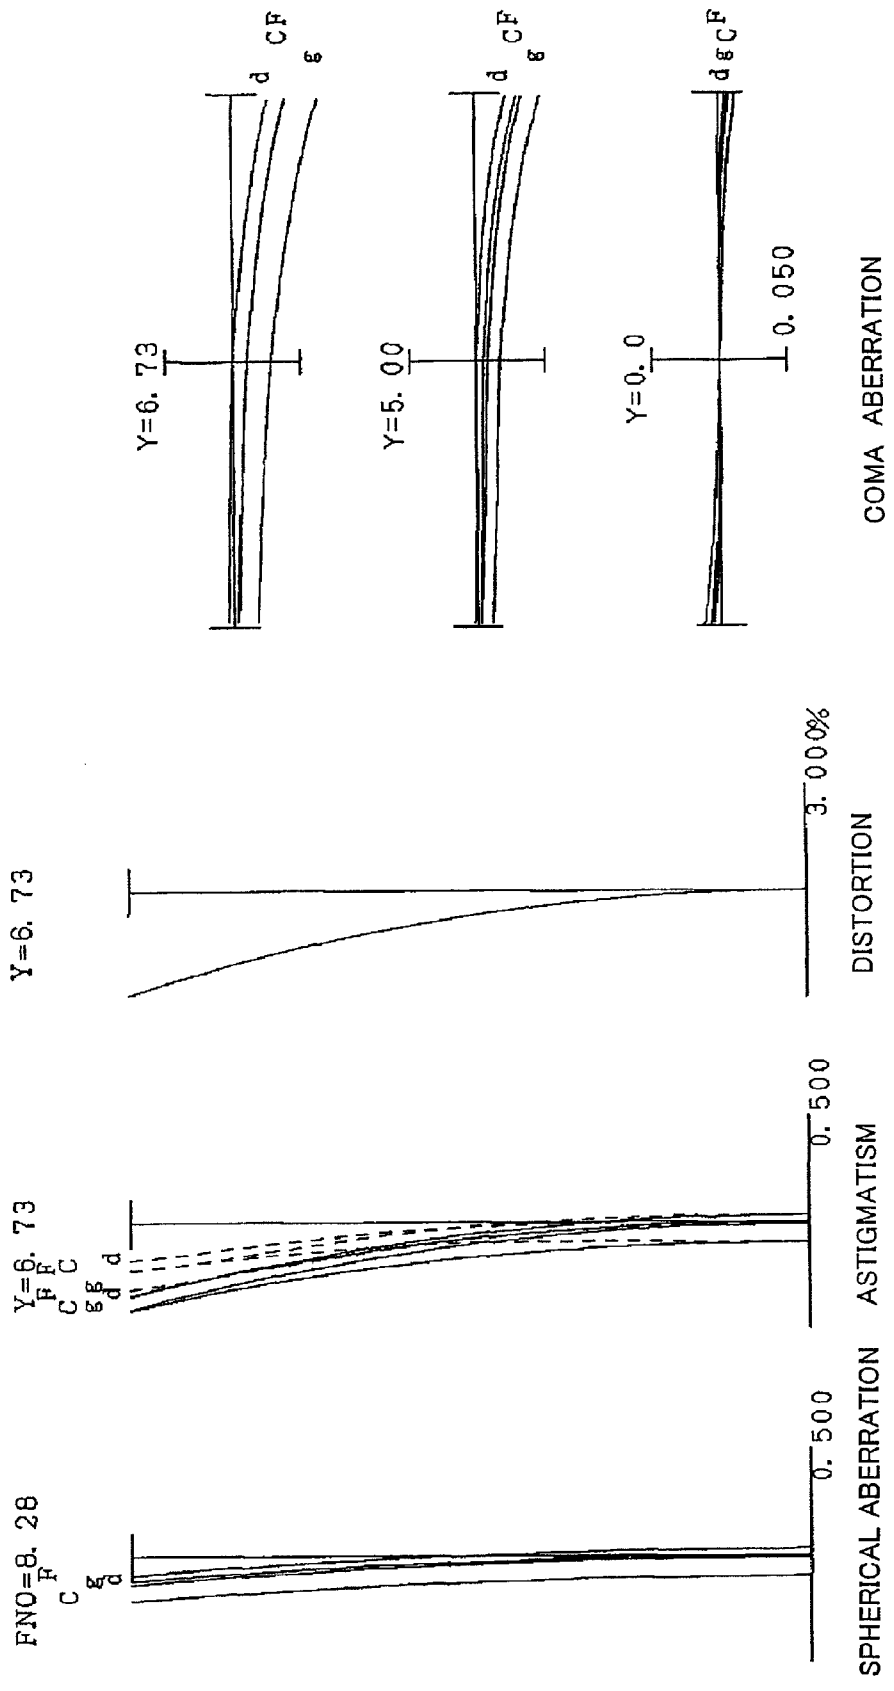 FNO=8. 28
F
C
g
d
0. 500
SPHERICAL ABERRATION
Y=6. 73
F F
C C
g g
d d
0. 500
ASTIGMATISM
Y=6. 73
3. 000%
DISTORTION
Y=6. 73
d
C F
g
Y=5. 00
d
C F
g
Y=0. 0
d g C F
0. 050
COMA ABERRATION